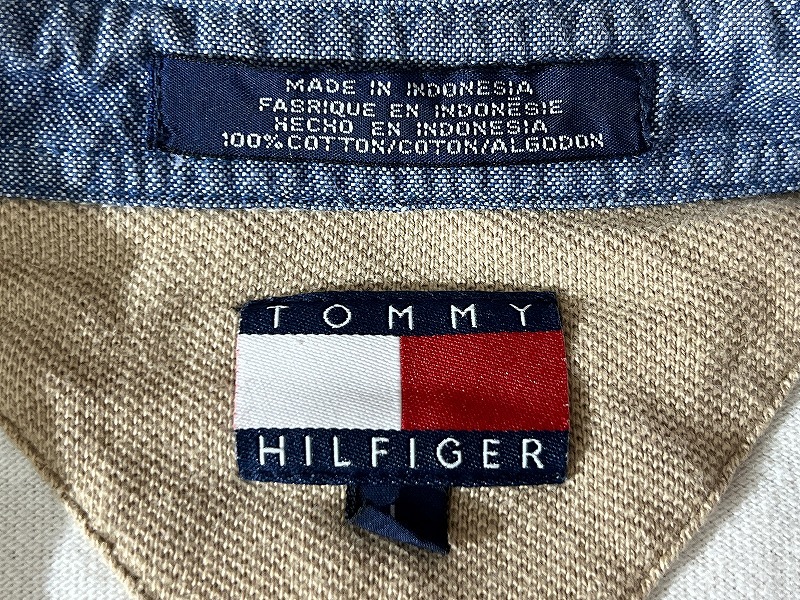 MADE IN INDONESIA
FABRIQUE EN INDONESIE
HECHO EN INDONESIA
100% COTTON/COTON/ALGODON
TOMMY
HILFIGER